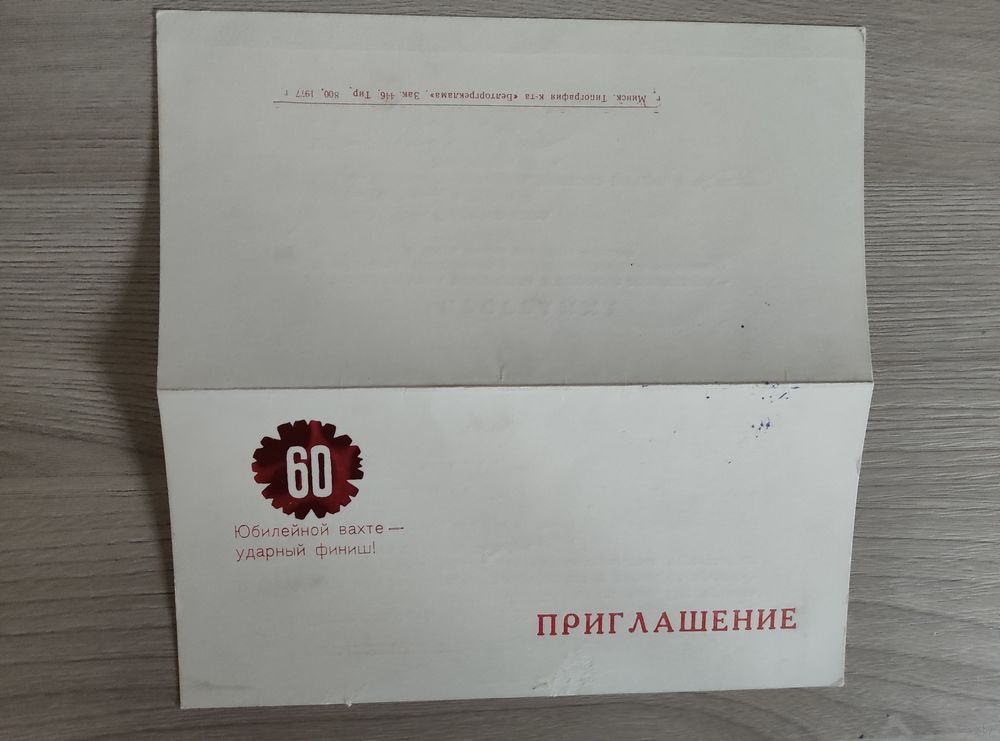 г. Минск. Типография к-та «Белторгреклама». Зак. 446. Тир. 800, 1977 г
60
Юбилейной вахте —
ударный финиш!
ПРИГЛАШЕНИЕ